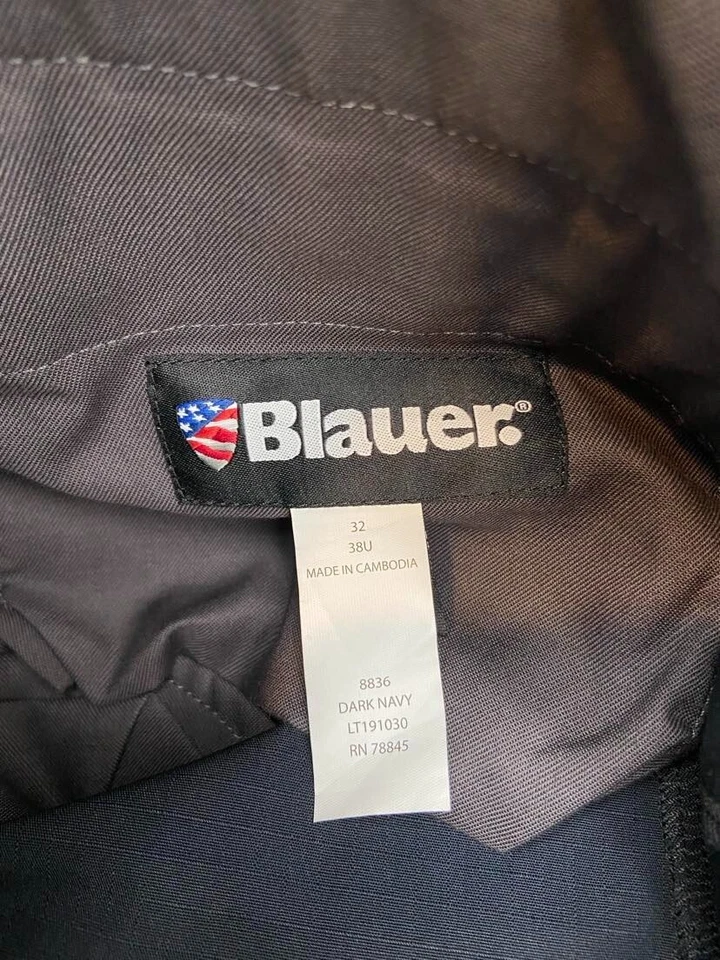 Blauer.®
32
38U
MADE IN CAMBODIA
8836
DARK NAVY
LT191030
RN 78845